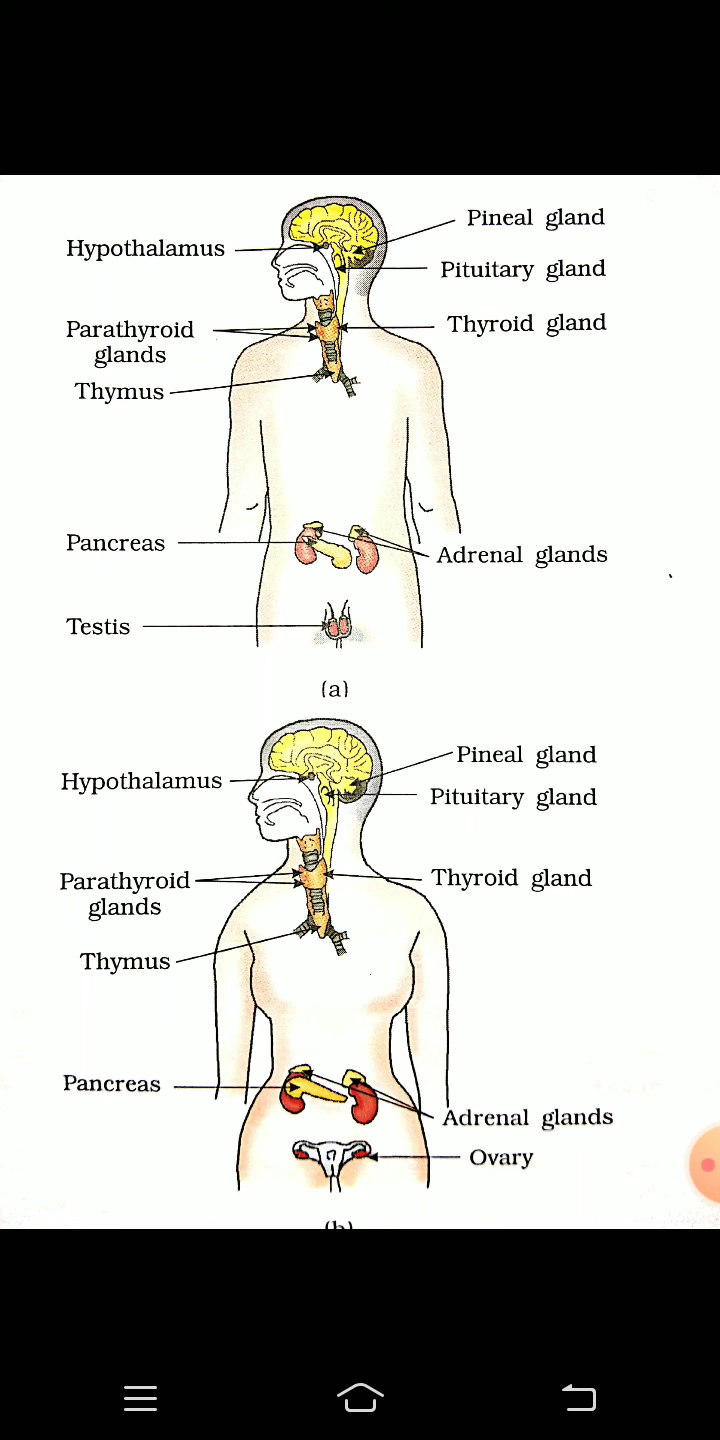 Pineal gland
Hypothalamus
Pituitary gland
Parathyroid
glands
Thyroid gland
Thymus
Pancreas
Adrenal glands
Testis
(a)
Pineal gland
Hypothalamus
Pituitary gland
Parathyroid
glands
Thyroid gland
Thymus
Pancreas
Adrenal glands
Ovary
(b)